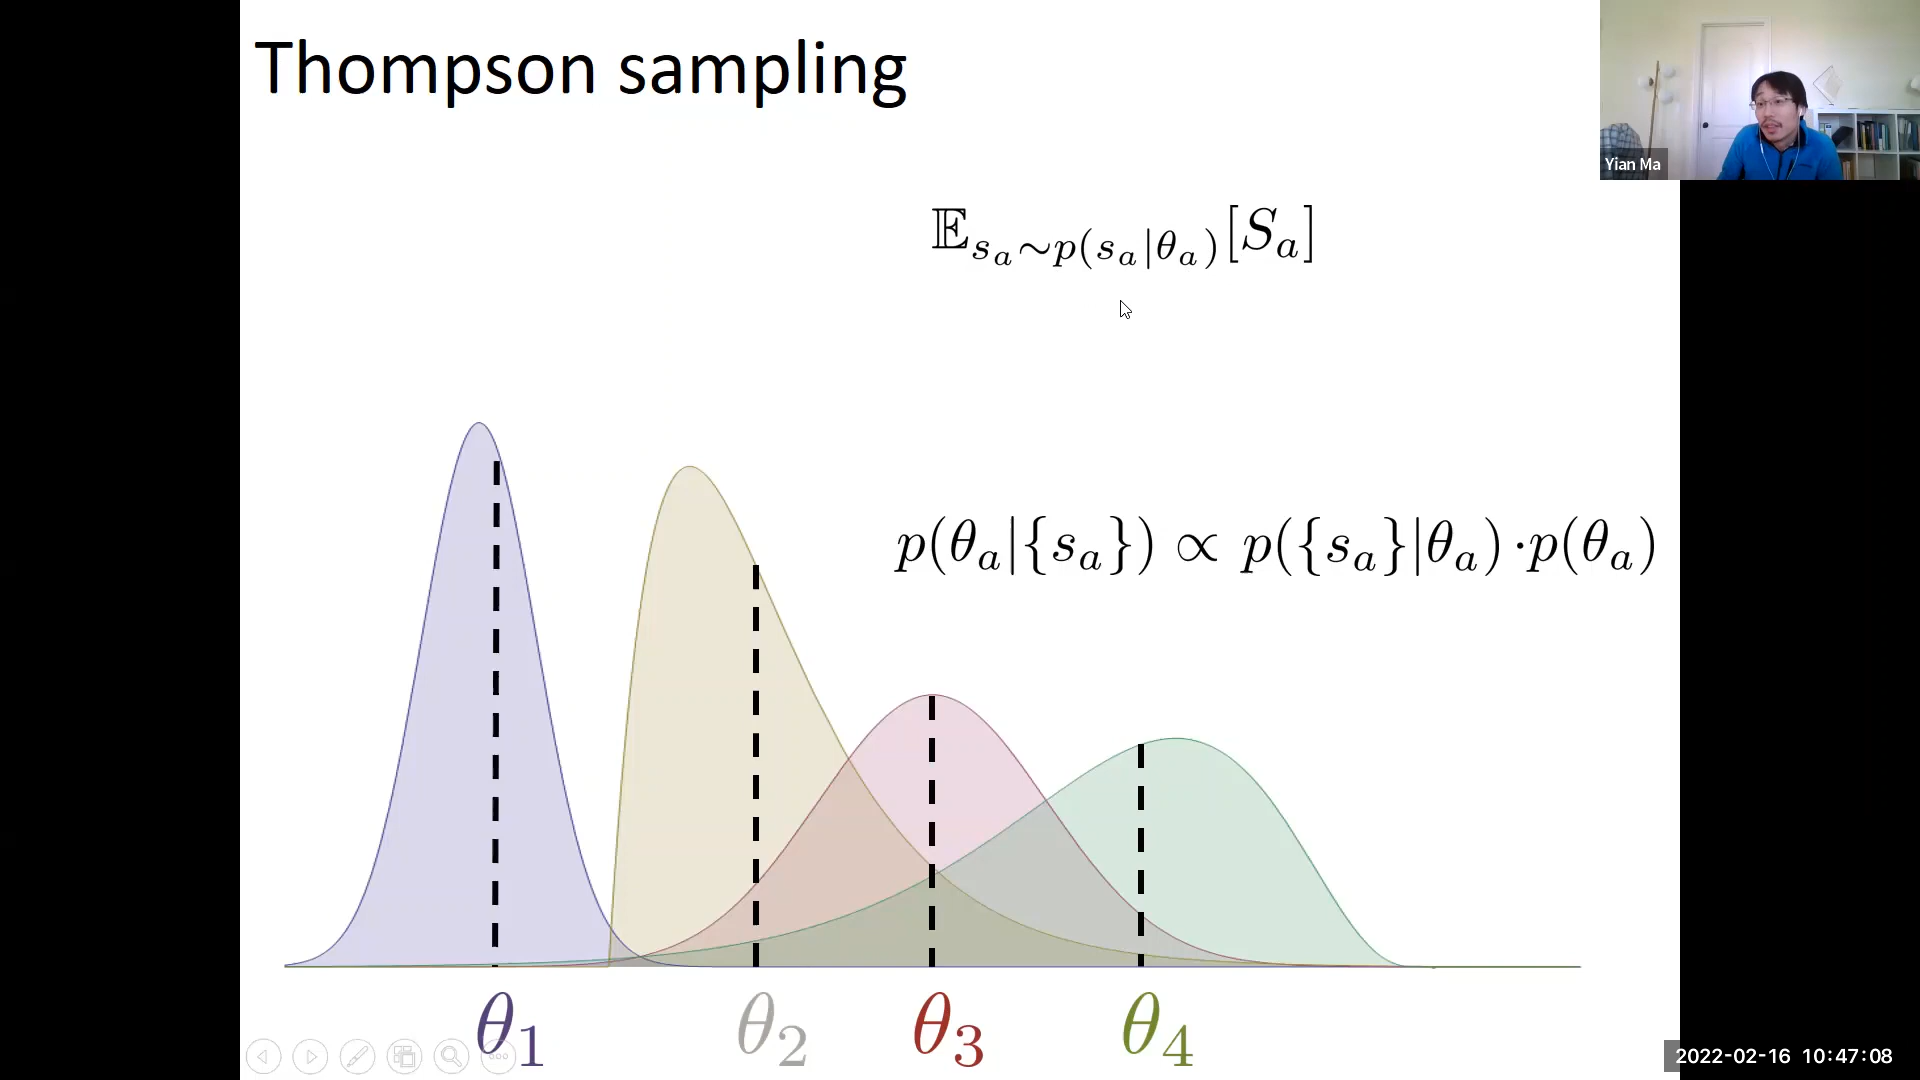 Thompson sampling
Yian Ma
𝔼_{s_a∼p(s_a|θ_a)}[S_a]
p(θ_a|{s_a}) ∝ p({s_a}|θ_a)·p(θ_a)
θ_1 θ_2 θ_3 θ_4
2022-02-16 10:47:08